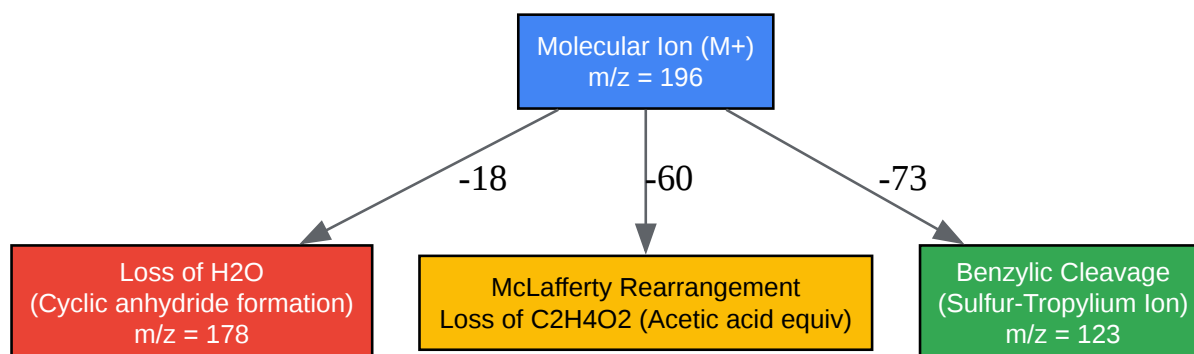 Molecular Ion (M+)
m/z = 196
-18
-60
-73
Loss of H2O
(Cyclic anhydride formation)
m/z = 178
McLafferty Rearrangement
Loss of C2H4O2 (Acetic acid equiv)
Benzylic Cleavage
(Sulfur-Tropylium Ion)
m/z = 123